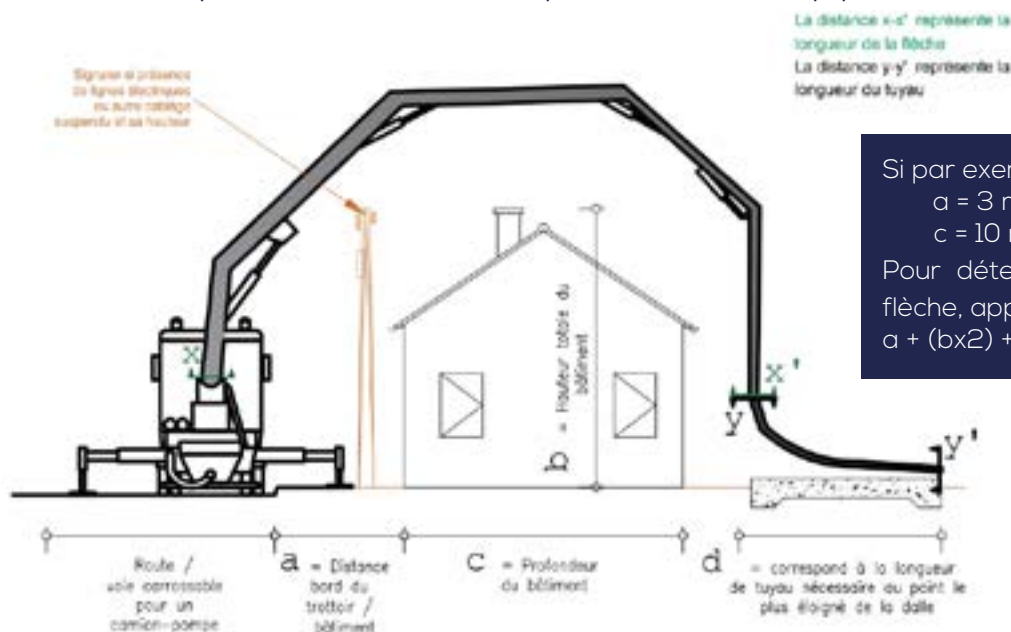 La distance x-x' représente la
longueur de la flèche
La distance y-y' représente la
longueur du tuyau
Signaler si présence
de lignes électriques
ou autre câblage
suspendu et sa hauteur
Si par exem
a = 3 m
c = 10 m
Pour déte
flèche, app
a + (bx2) +
x
x'
y
y'
b = Hauteur totale du
bâtiment
Route /
voie carrossable
pour un
camion-pompe
a = Distance
bord du
trottoir /
bâtiment
c = Profondeur
du bâtiment
d = correspond à la longueur
de tuyau nécessaire au point le
plus éloigné de la dalle